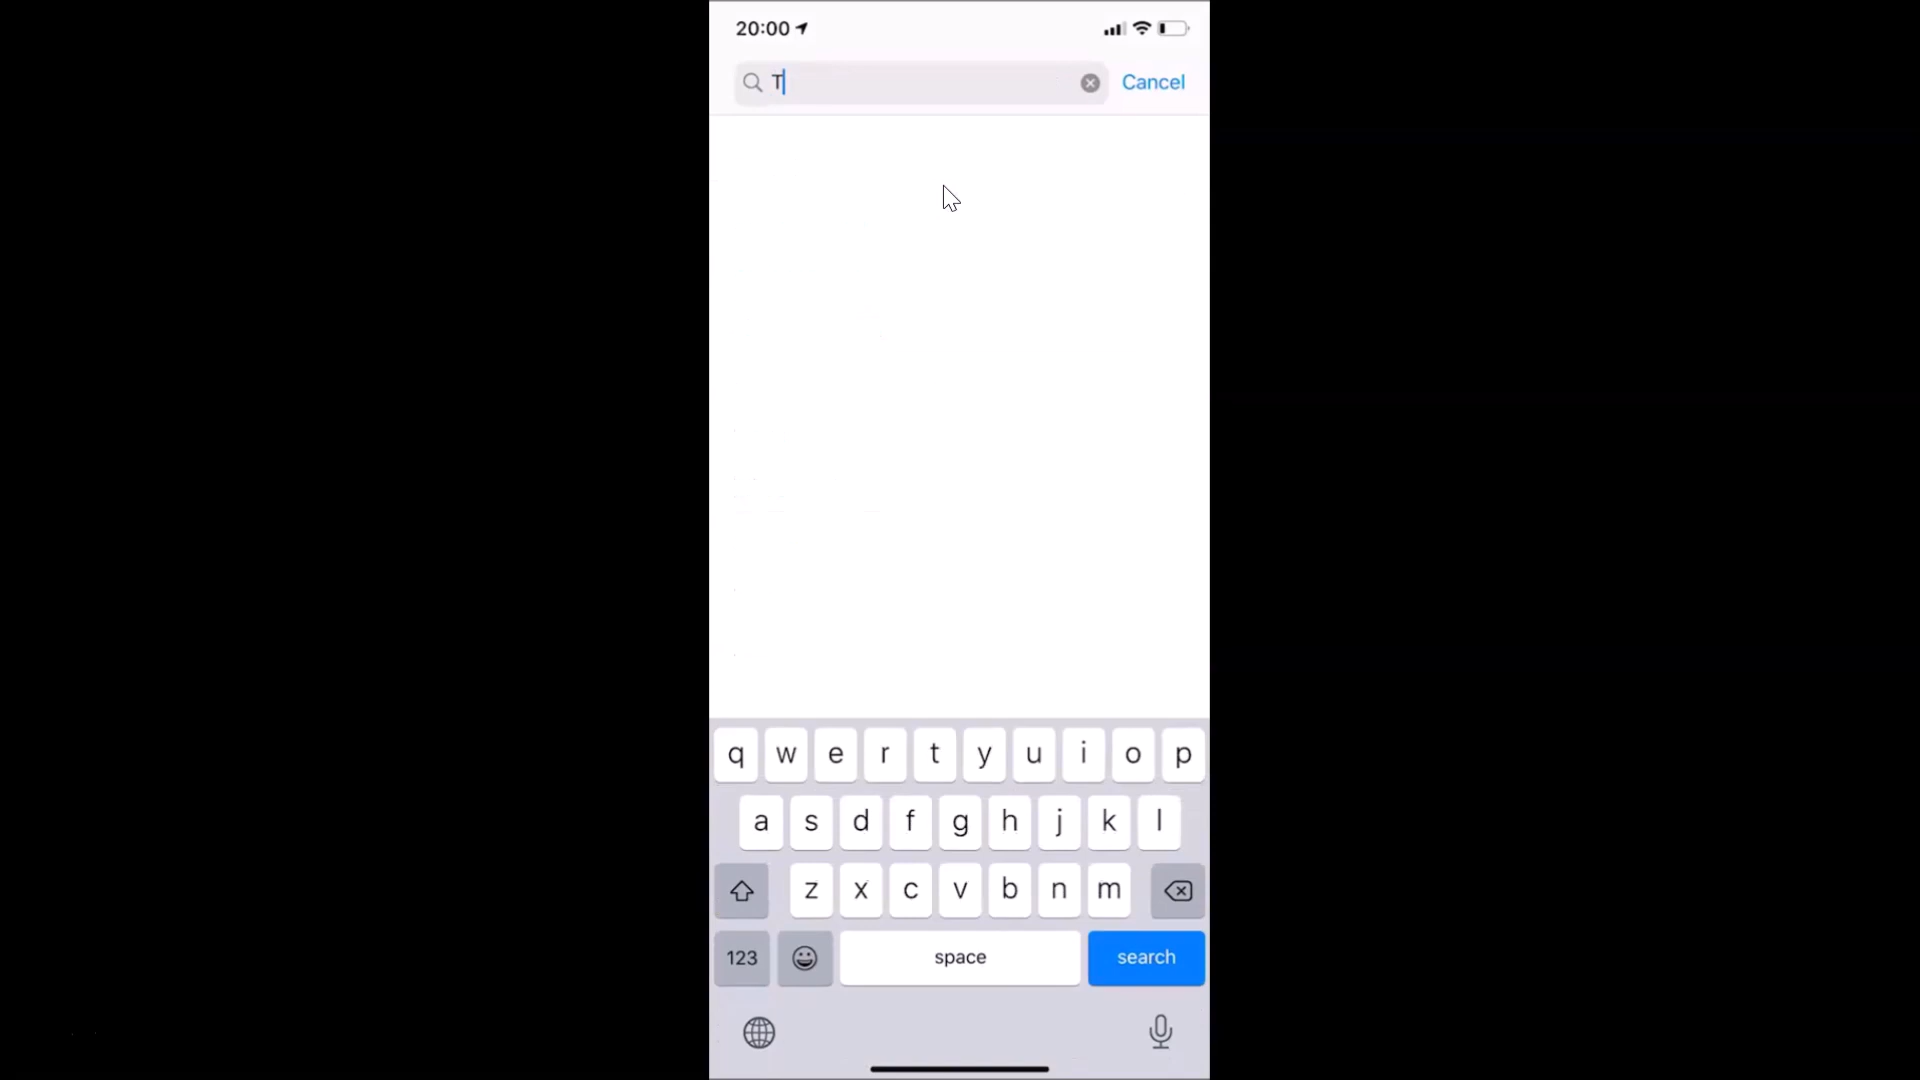 20:00
T
Cancel
q w e r t y u i o p
a s d f g h j k l
z x c v b n m
123 space search